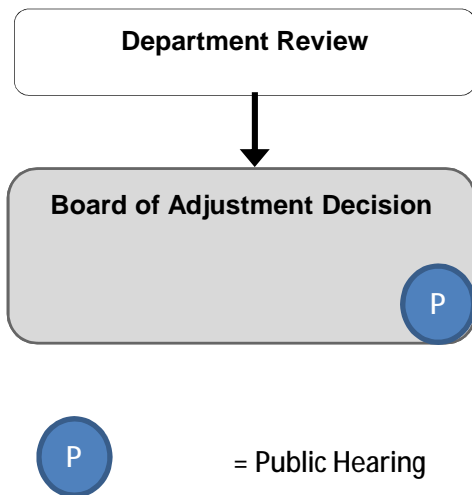 Department Review
Board of Adjustment Decision
P
P = Public Hearing